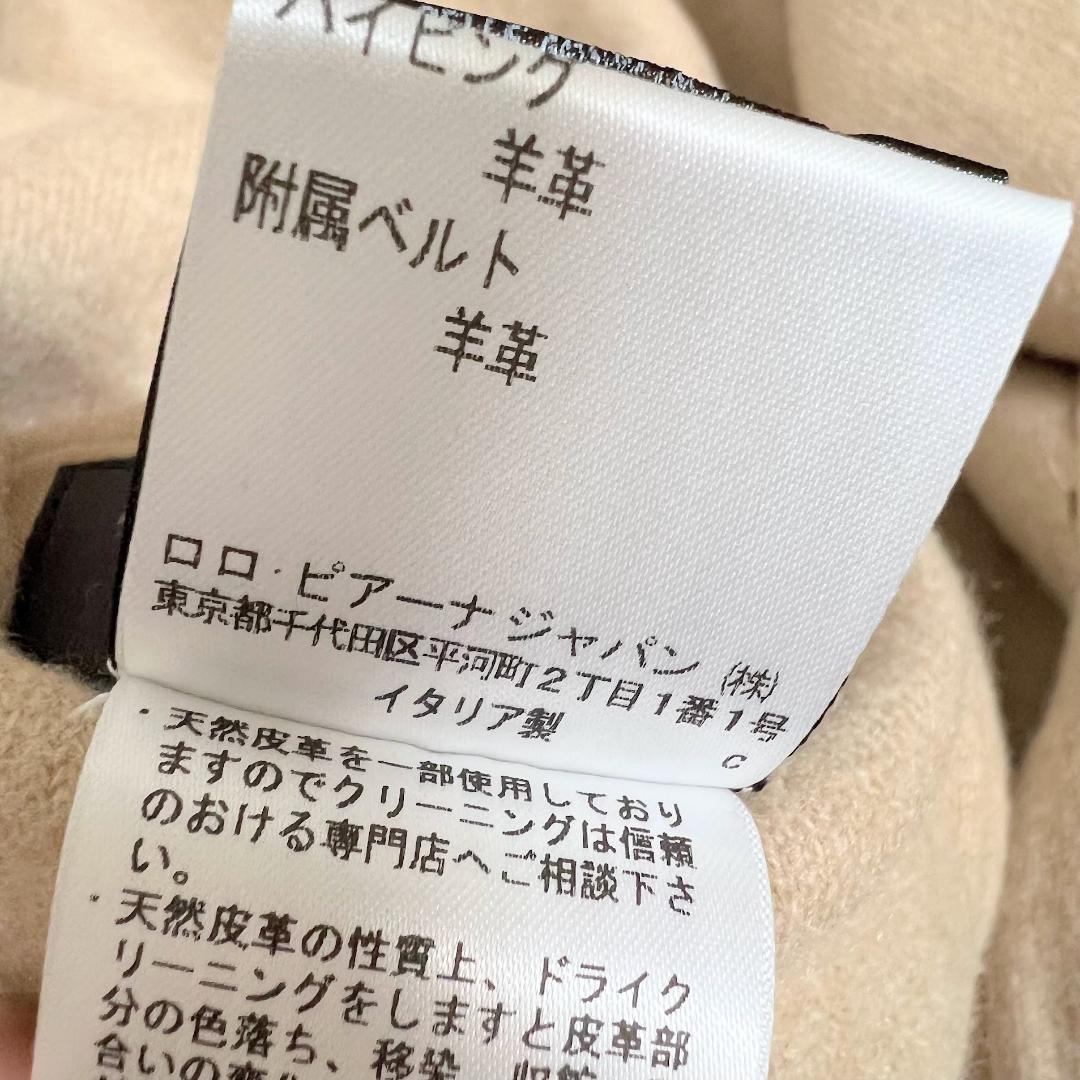 パイピング
羊革
附属ベルト
羊革
ロロ・ピアーナ ジャパン (株)
東京都千代田区平河町2丁目1番1号
イタリア製
C
・天然皮革を一部使用しており
ますのでクリーニングは信頼
のおける専門店へご相談下さ
い。
・天然皮革の性質上、ドライク
リーニングをしますと皮革部
分の色落ち、移染、収縮
合いの変